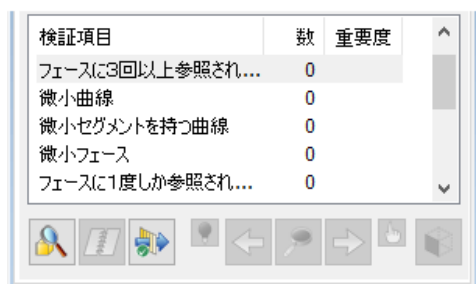 検証項目 数 重要度
フェースに3回以上参照され... 0
微小曲線 0
微小セグメントを持つ曲線 0
微小フェース 0
フェースに1度しか参照され... 0